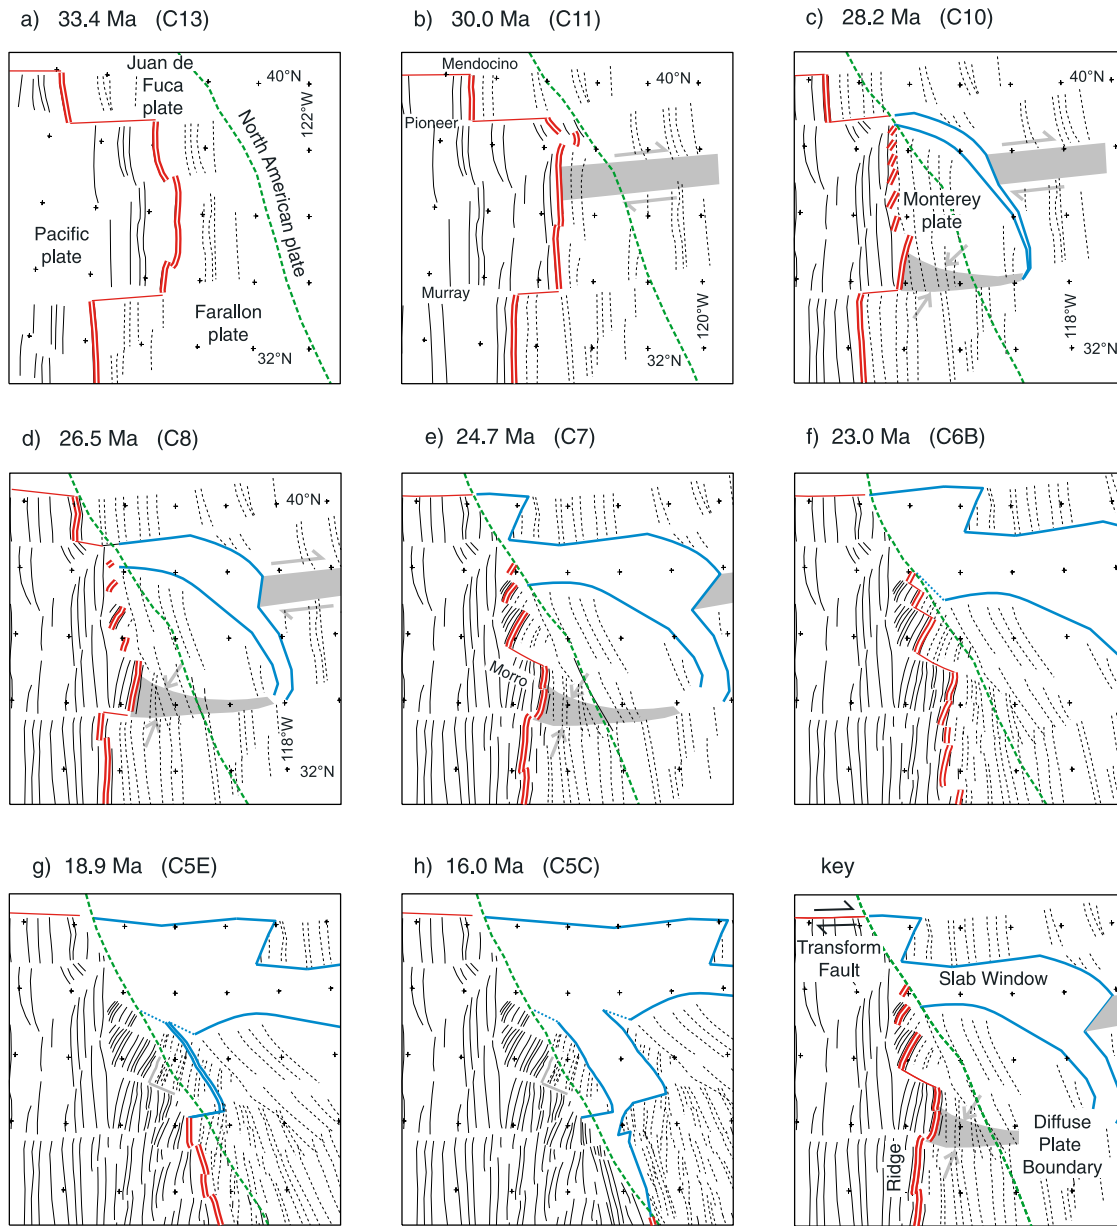 a) 33.4 Ma (C13)
Juan de
Fuca
plate
40°N
122°W
North American plate
Pacific
plate
Farallon
plate
32°N
b) 30.0 Ma (C11)
Mendocino
40°N
Pioneer
Murray
120°W
32°N
c) 28.2 Ma (C10)
40°N
Monterey
plate
118°W
32°N
d) 26.5 Ma (C8)
40°N
118°W
32°N
e) 24.7 Ma (C7)
Morro
f) 23.0 Ma (C6B)
g) 18.9 Ma (C5E)
h) 16.0 Ma (C5C)
key
Transform
Fault
Slab Window
Ridge
Diffuse
Plate
Boundary